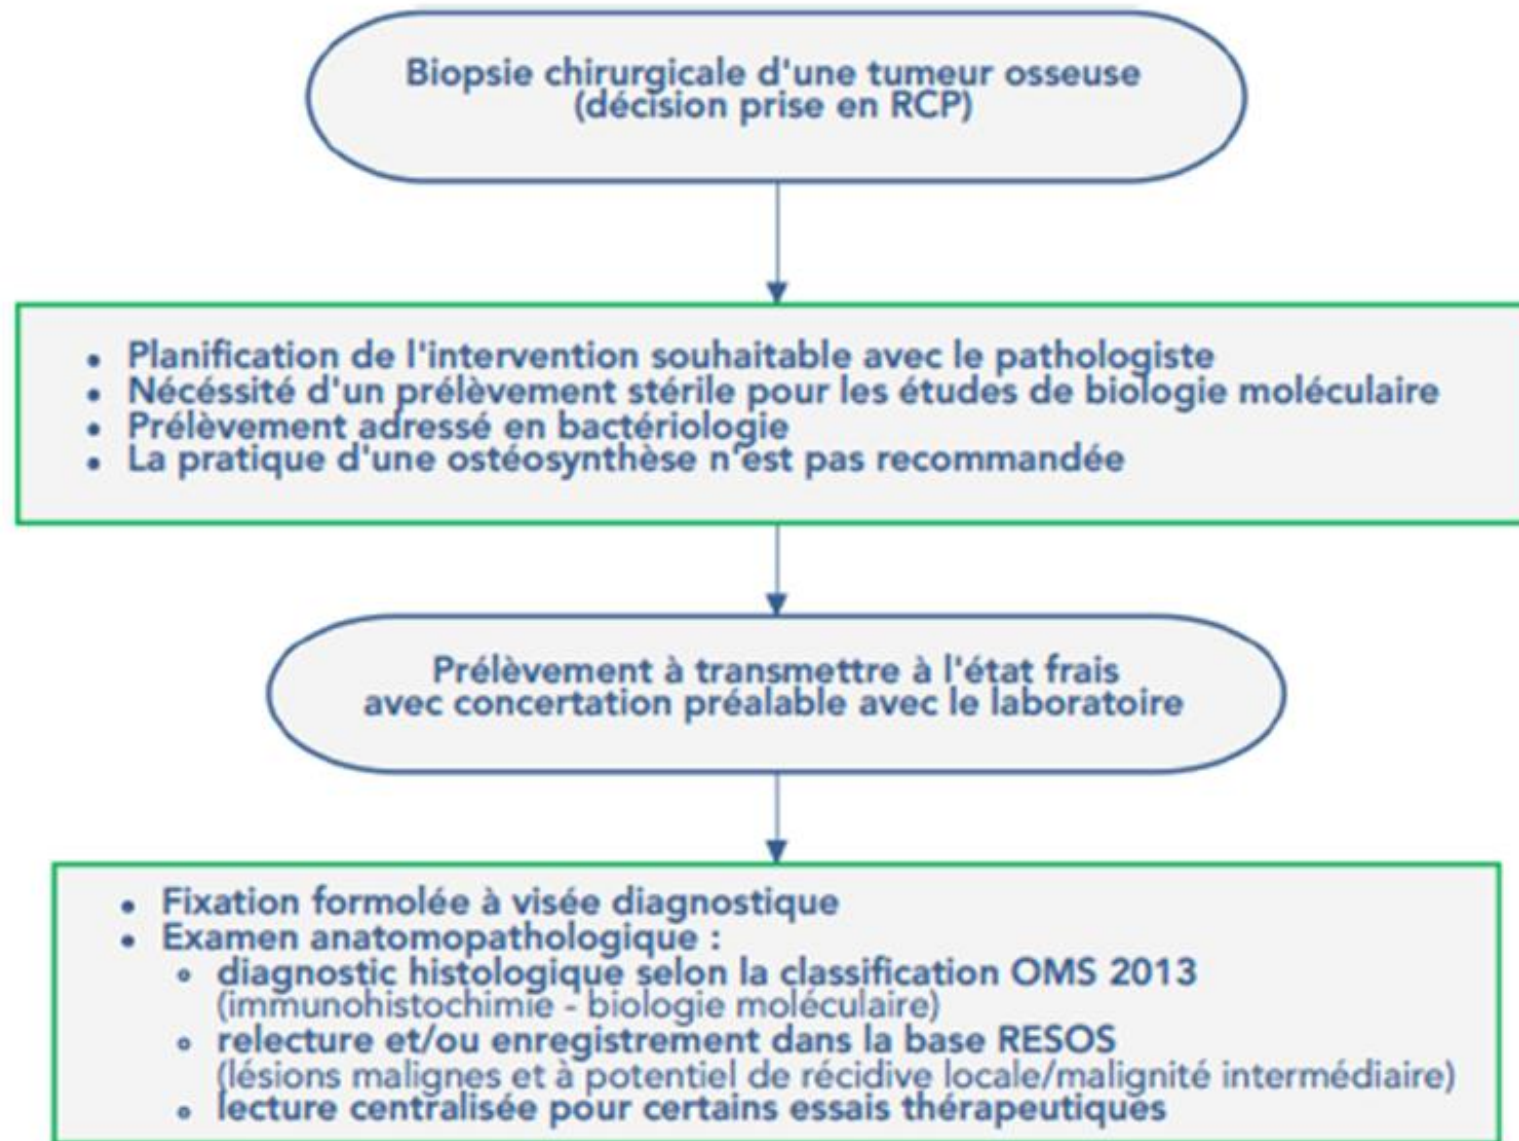 Biopsie chirurgicale d'une tumeur osseuse
(décision prise en RCP)
• Planification de l'intervention souhaitable avec le pathologiste
• Nécéssité d'un prélèvement stérile pour les études de biologie moléculaire
• Prélèvement adressé en bactériologie
• La pratique d'une ostéosynthèse n'est pas recommandée
Prélèvement à transmettre à l'état frais
avec concertation préalable avec le laboratoire
• Fixation formolée à visée diagnostique
• Examen anatomopathologique :
∘ diagnostic histologique selon la classification OMS 2013
(immunohistochimie - biologie moléculaire)
∘ relecture et/ou enregistrement dans la base RESOS
(lésions malignes et à potentiel de récidive locale/malignité intermédiaire)
∘ lecture centralisée pour certains essais thérapeutiques